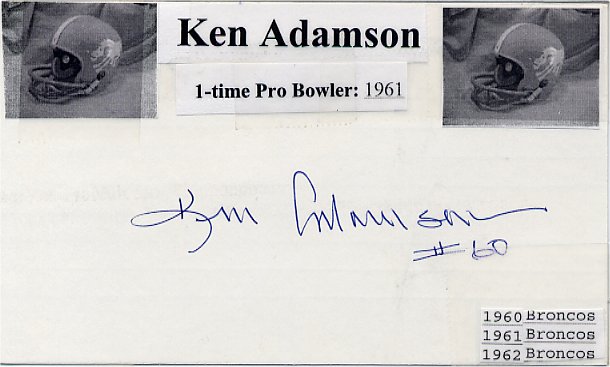 Ken Adamson
1-time Pro Bowler: 1961
Ken Adamson
#60
1960 Broncos
1961 Broncos
1962 Broncos